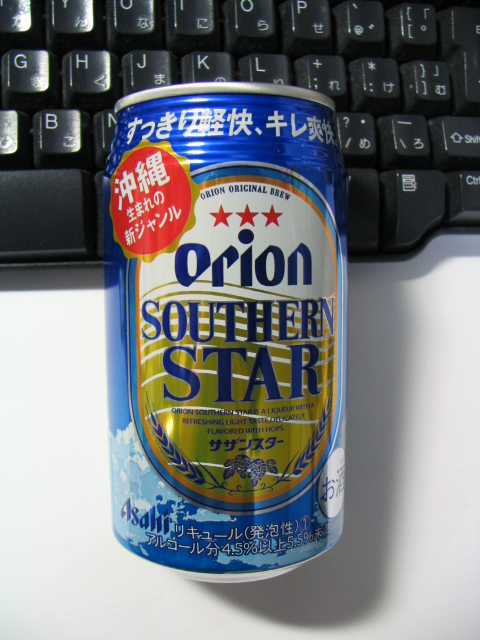 すっきり軽快、キレ爽快
沖縄
生まれの
新ジャンル
ORION ORIGINAL BREW
orion
SOUTHERN
STAR
ORION SOUTHERN STAR IS A LIQUEUR WITH A
REFRESHING LIGHT TASTE, DELICATELY
FLAVORED WITH HOPS.
サザンスター
お酒
Asahi
リキュール(発泡性)①
アルコール分4.5%以上5.5%未